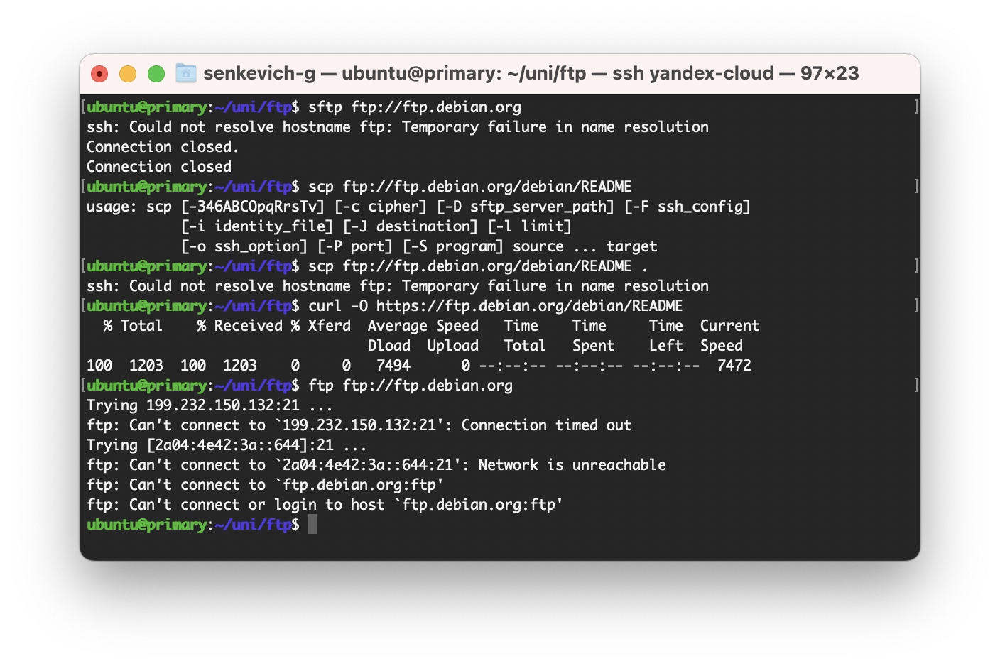 senkevich-g — ubuntu@primary: ~/uni/ftp — ssh yandex-cloud — 97×23
[ubuntu@primary:~/uni/ftp$ sftp ftp://ftp.debian.org ]
ssh: Could not resolve hostname ftp: Temporary failure in name resolution
Connection closed.
Connection closed
[ubuntu@primary:~/uni/ftp$ scp ftp://ftp.debian.org/debian/README ]
usage: scp [-346ABCOpqRrsTv] [-c cipher] [-D sftp_server_path] [-F ssh_config]
           [-i identity_file] [-J destination] [-l limit]
           [-o ssh_option] [-P port] [-S program] source ... target
[ubuntu@primary:~/uni/ftp$ scp ftp://ftp.debian.org/debian/README . ]
ssh: Could not resolve hostname ftp: Temporary failure in name resolution
[ubuntu@primary:~/uni/ftp$ curl -O https://ftp.debian.org/debian/README ]
  % Total    % Received % Xferd  Average Speed   Time    Time     Time  Current
                                 Dload  Upload   Total   Spent    Left  Speed
100  1203  100  1203    0     0   7494      0 --:--:-- --:--:-- --:--:--  7472
[ubuntu@primary:~/uni/ftp$ ftp ftp://ftp.debian.org ]
Trying 199.232.150.132:21 ...
ftp: Can't connect to `199.232.150.132:21': Connection timed out
Trying [2a04:4e42:3a::644]:21 ...
ftp: Can't connect to `2a04:4e42:3a::644:21': Network is unreachable
ftp: Can't connect to `ftp.debian.org:ftp'
ftp: Can't connect or login to host `ftp.debian.org:ftp'
ubuntu@primary:~/uni/ftp$